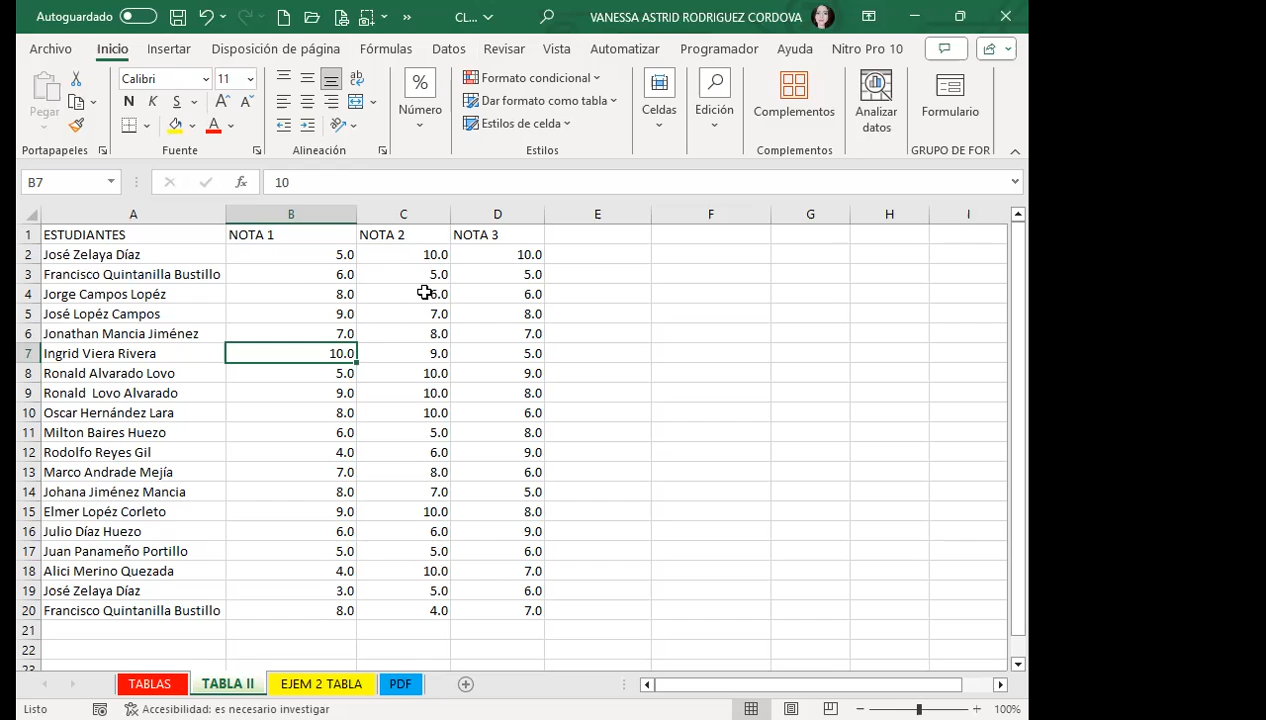 Autoguardado CL... VANESSA ASTRID RODRIGUEZ CORDOVA
Archivo Inicio Insertar Disposición de página Fórmulas Datos Revisar Vista Automatizar Programador Ayuda Nitro Pro 10
Pegar Calibri 11 Número Formato condicional Celdas Edición Complementos Analizar datos Formulario
N K S A A Dar formato como tabla
A Estilos de celda
Portapapeles Fuente Alineación Estilos Complementos GRUPO DE FOR
B7 fx 10
A B C D E F G H I
1 ESTUDIANTES NOTA 1 NOTA 2 NOTA 3
2 José Zelaya Díaz 5.0 10.0 10.0
3 Francisco Quintanilla Bustillo 6.0 5.0 5.0
4 Jorge Campos Lopéz 8.0 6.0 6.0
5 José Lopéz Campos 9.0 7.0 8.0
6 Jonathan Mancia Jiménez 7.0 8.0 7.0
7 Ingrid Viera Rivera 10.0 9.0 5.0
8 Ronald Alvarado Lovo 5.0 10.0 9.0
9 Ronald Lovo Alvarado 9.0 10.0 8.0
10 Oscar Hernández Lara 8.0 10.0 6.0
11 Milton Baires Huezo 6.0 5.0 8.0
12 Rodolfo Reyes Gil 4.0 6.0 9.0
13 Marco Andrade Mejía 7.0 8.0 6.0
14 Johana Jiménez Mancia 8.0 7.0 5.0
15 Elmer Lopéz Corleto 9.0 10.0 8.0
16 Julio Díaz Huezo 6.0 6.0 9.0
17 Juan Panameño Portillo 5.0 5.0 6.0
18 Alici Merino Quezada 4.0 10.0 7.0
19 José Zelaya Díaz 3.0 5.0 6.0
20 Francisco Quintanilla Bustillo 8.0 4.0 7.0
21
22
23
TABLAS TABLA II EJEM 2 TABLA PDF
Listo Accesibilidad: es necesario investigar 100%